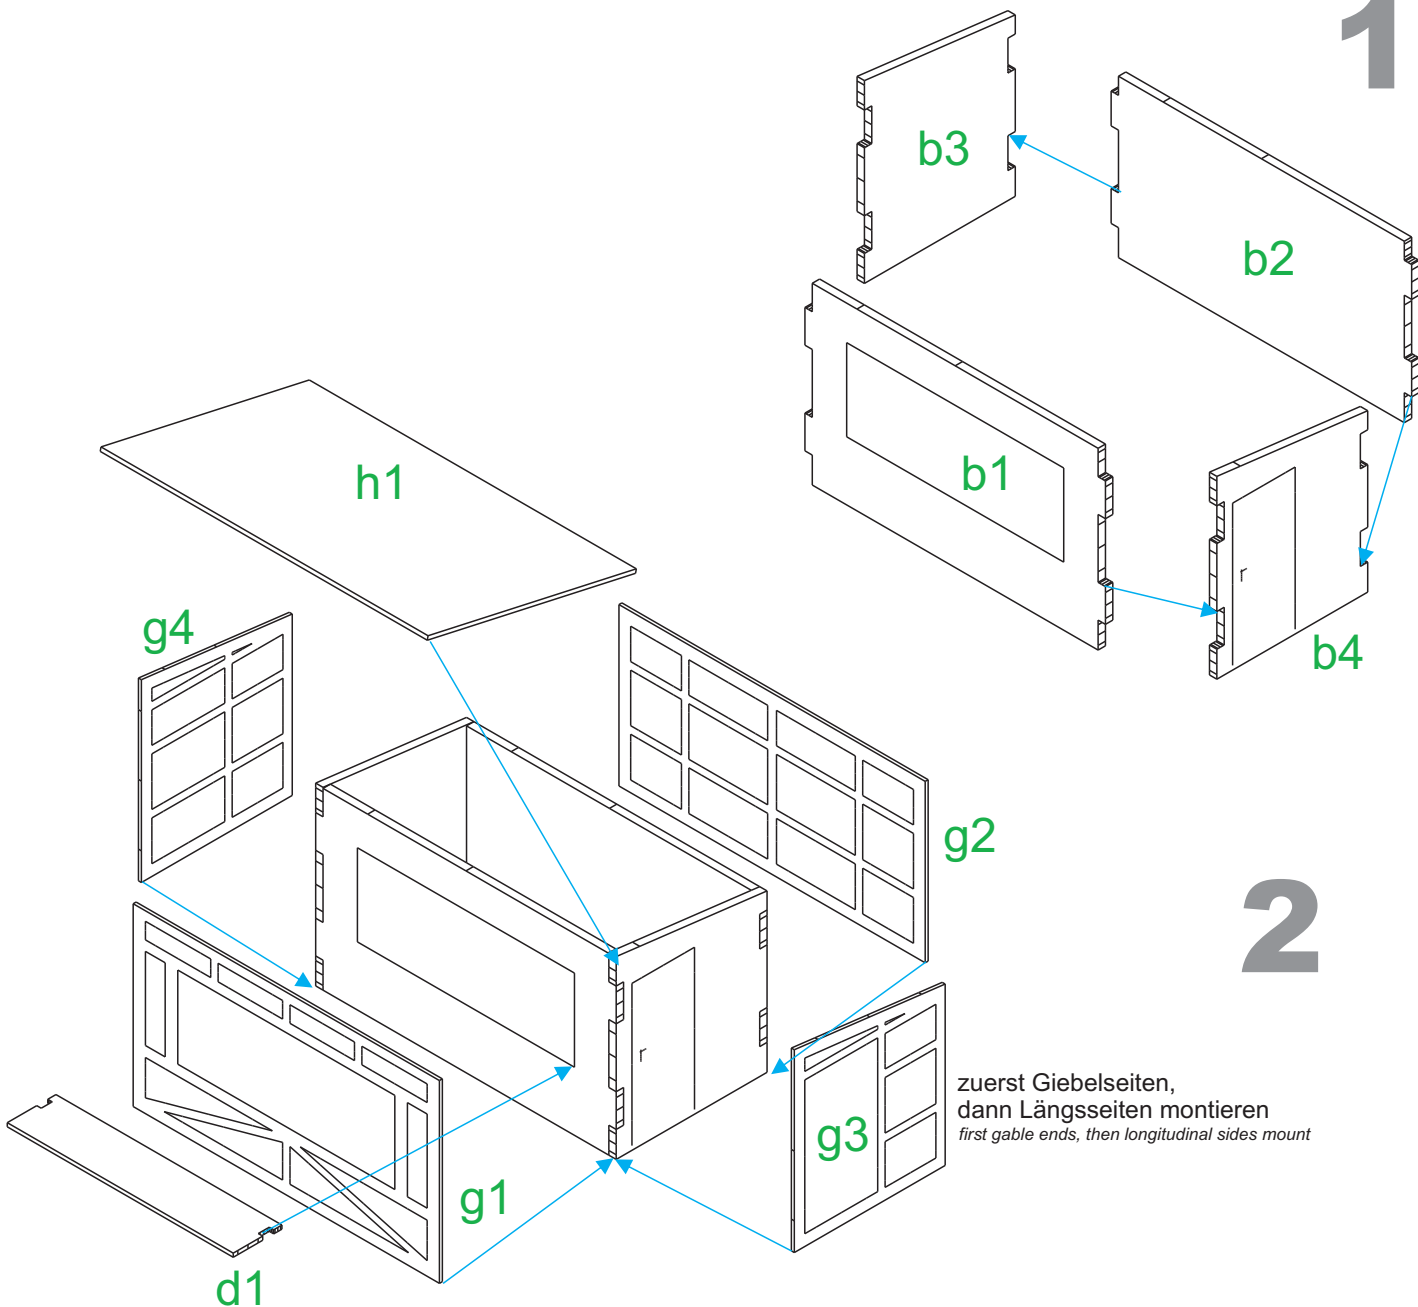 1
b3
b2
b1
b4
h1
g4
g2
2
zuerst Giebelseiten,
dann Längsseiten montieren
first gable ends, then longitudinal sides mount
g3
g1
d1